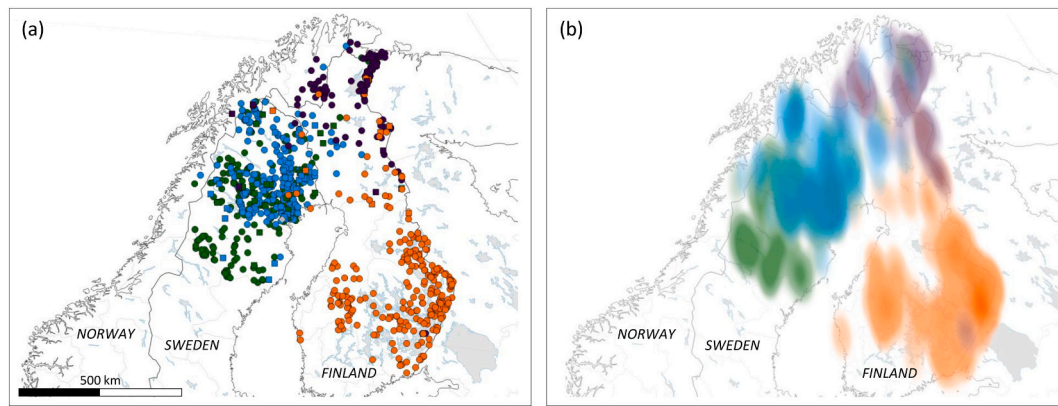 (a)
NORWAY
SWEDEN
FINLAND
500 km
(b)
NORWAY
SWEDEN
FINLAND